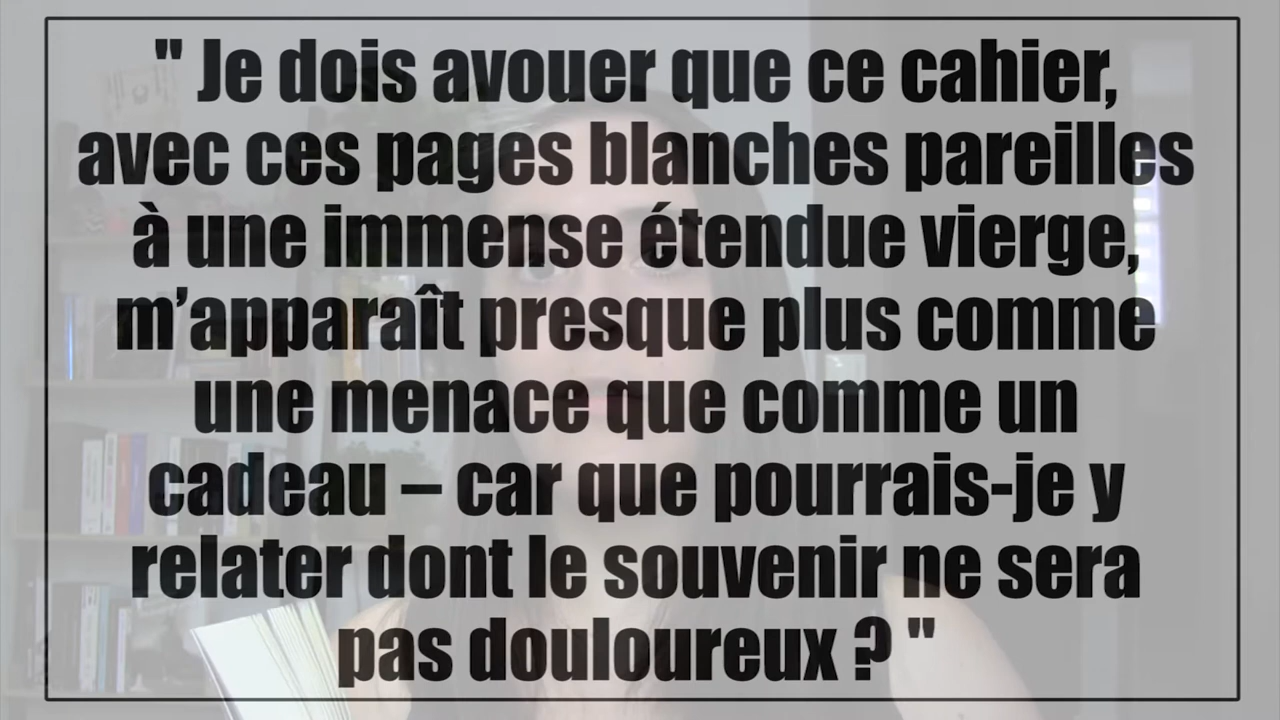 " Je dois avouer que ce cahier,
avec ces pages blanches pareilles
à une immense étendue vierge,
m’apparaît presque plus comme
une menace que comme un
cadeau – car que pourrais-je y
relater dont le souvenir ne sera
pas douloureux ? "